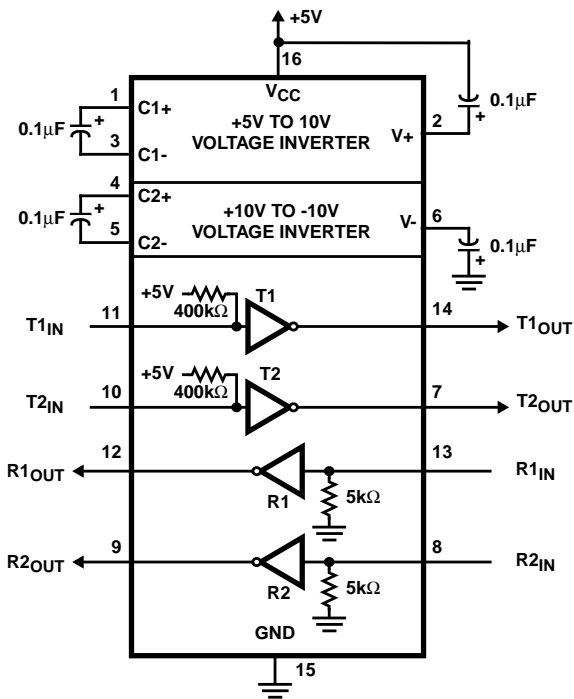 +5V
16
VCC
1
C1+
0.1µF
+
3
C1-
+5V TO 10V
VOLTAGE INVERTER
V+
2
0.1µF
+
4
C2+
0.1µF
+
5
C2-
+10V TO -10V
VOLTAGE INVERTER
V-
6
0.1µF
+
T1IN
11
+5V
400kΩ
T1
14
T1OUT
T2IN
10
+5V
400kΩ
T2
7
T2OUT
R1OUT
12
R1
5kΩ
13
R1IN
R2OUT
9
R2
5kΩ
8
R2IN
GND
15